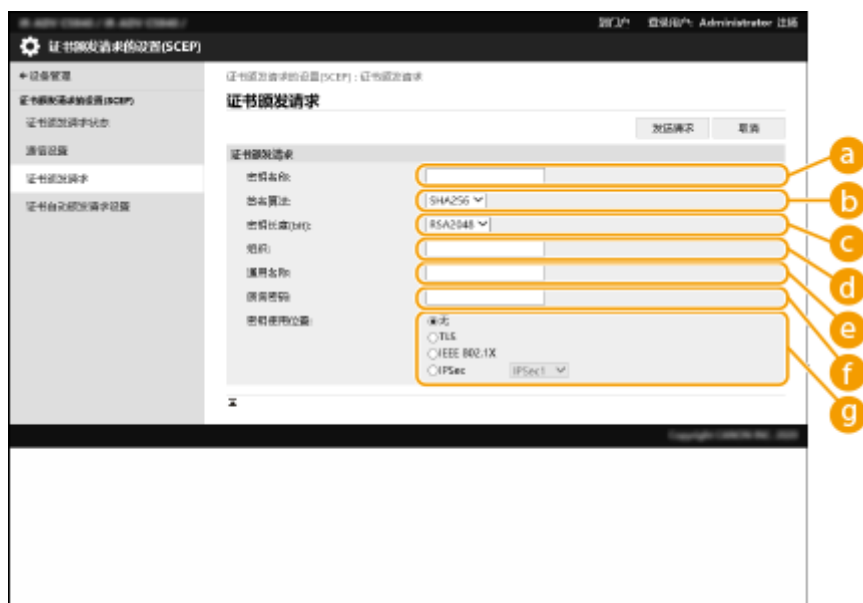 到门户 登录用户: Administrator 注销
证书颁发请求的设置(SCEP)
设备管理
证书颁发请求的设置(SCEP) : 证书颁发请求
证书颁发请求的设置(SCEP)
证书颁发请求
证书颁发请求状态
发送请求 取消
通信设置
证书颁发请求
证书颁发请求
密钥名称:
a
证书自动颁发请求设置
签名算法: SHA256
b
密钥长度(bit): RSA2048
c
组织:
d
通用名称:
e
质询密码:
f
密钥使用位置: 无
TLS
IEEE 802.1X
IPSec IPSec1
g
Copyright CANON INC. 2020